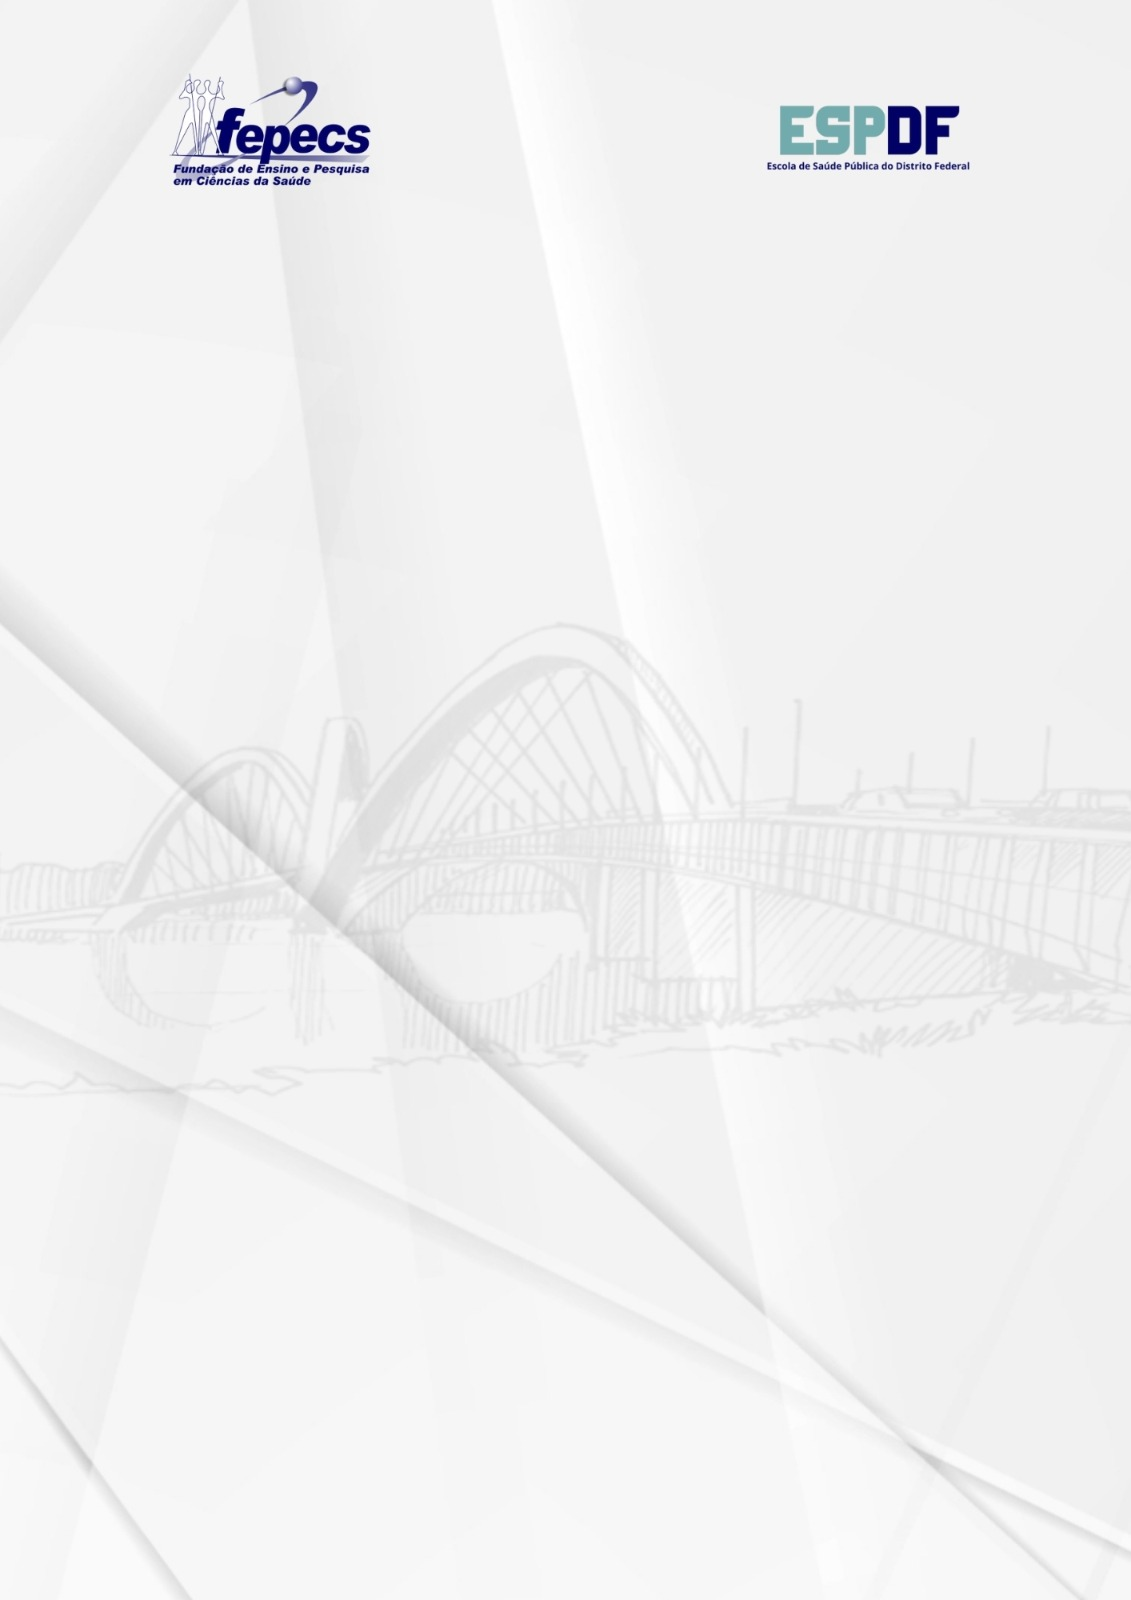 fepecs
Fundação de Ensino e Pesquisa
em Ciências da Saúde
ESPDF
Escola de Saúde Pública do Distrito Federal